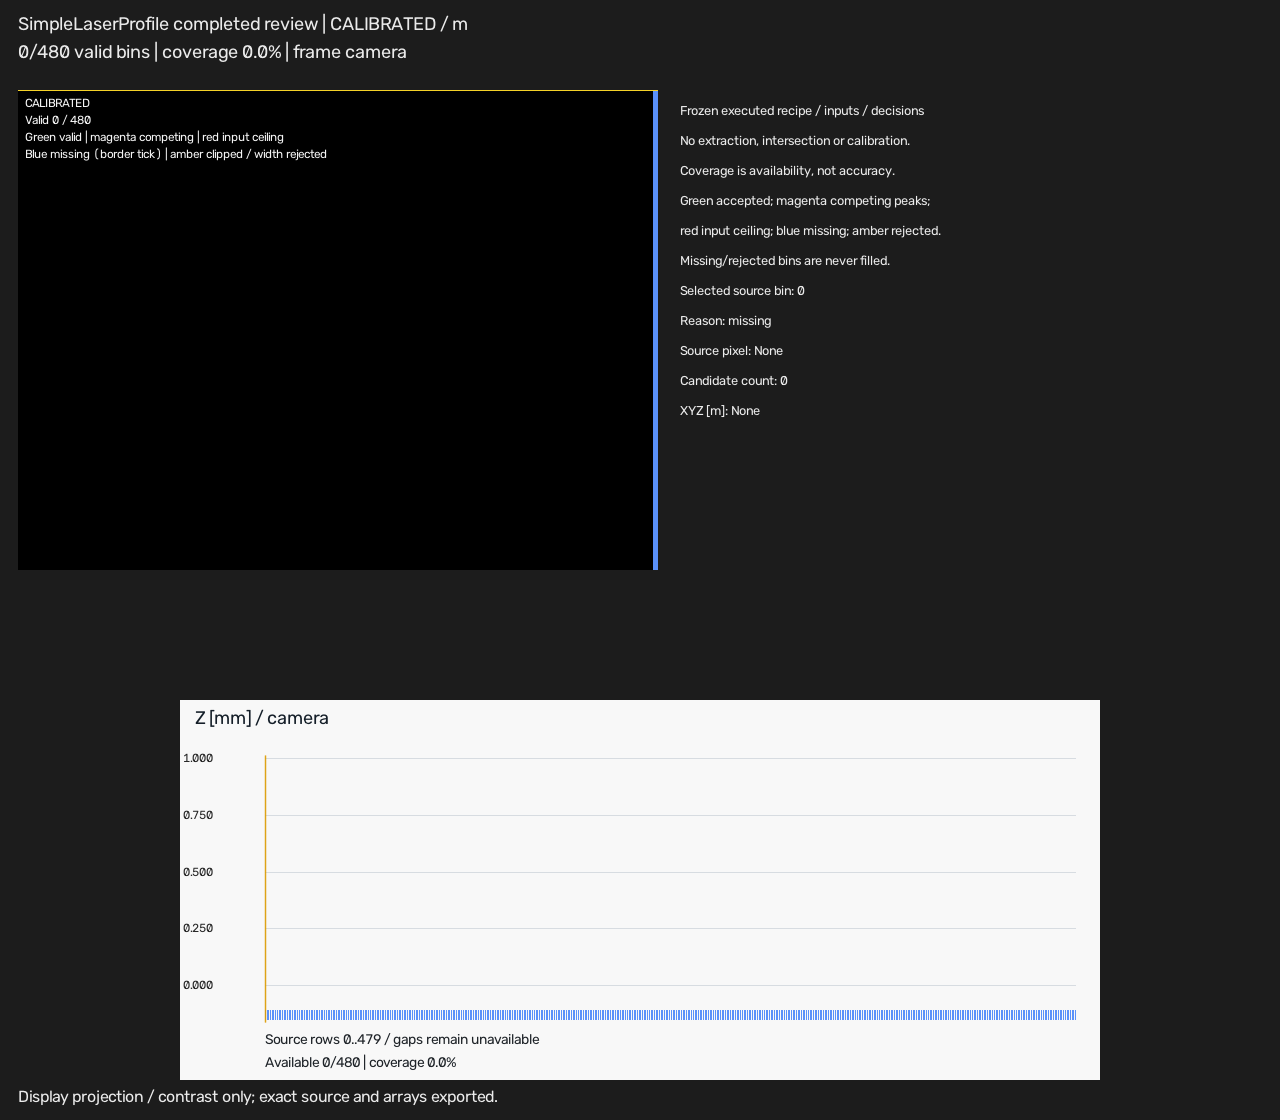 SimpleLaserProfile completed review | CALIBRATED / m
0/480 valid bins | coverage 0.0% | frame camera
CALIBRATED
Valid 0 / 480
Green valid | magenta competing | red input ceiling
Blue missing (border tick) | amber clipped / width rejected
Frozen executed recipe / inputs / decisions
No extraction, intersection or calibration.
Coverage is availability, not accuracy.
Green accepted; magenta competing peaks;
red input ceiling; blue missing; amber rejected.
Missing/rejected bins are never filled.
Selected source bin: 0
Reason: missing
Source pixel: None
Candidate count: 0
XYZ [m]: None
Z [mm] / camera
1.000
0.750
0.500
0.250
0.000
Source rows 0..479 / gaps remain unavailable
Available 0/480 | coverage 0.0%
Display projection / contrast only; exact source and arrays exported.